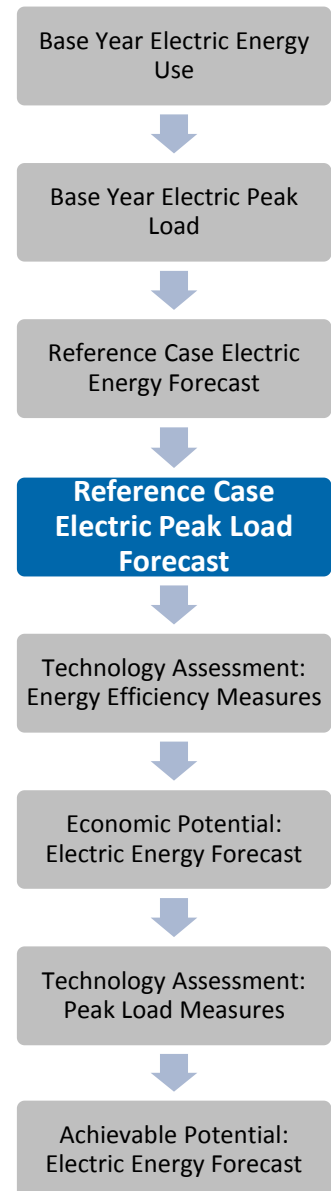 Base Year Electric Energy
Use
Base Year Electric Peak
Load
Reference Case Electric
Energy Forecast
Reference Case
Electric Peak Load
Forecast
Technology Assessment:
Energy Efficiency Measures
Economic Potential:
Electric Energy Forecast
Technology Assessment:
Peak Load Measures
Achievable Potential:
Electric Energy Forecast